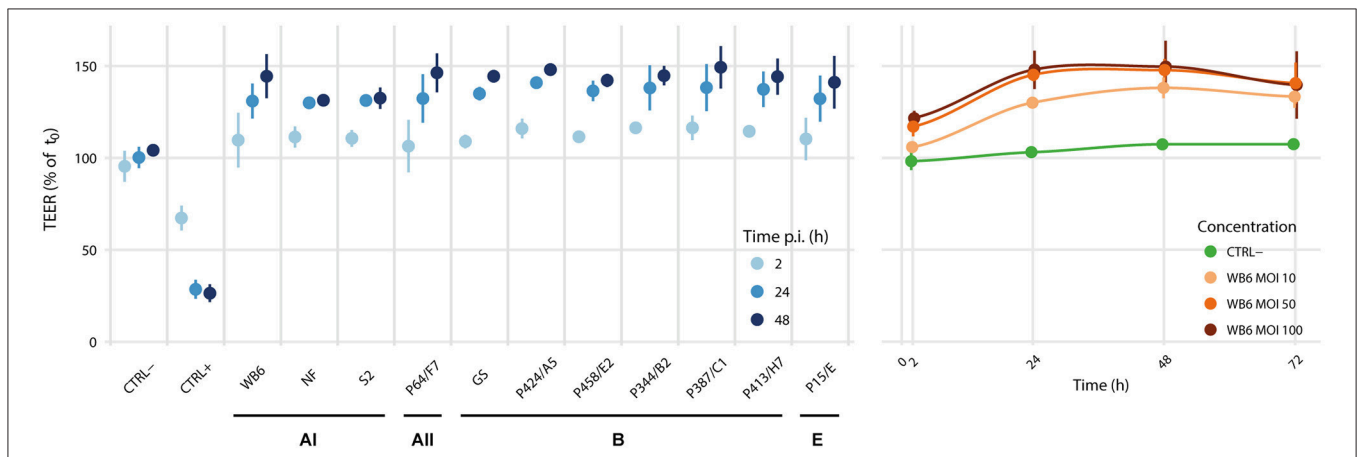 TEER (% of t0)
150
100
50
0
Time p.i. (h)
2
24
48
CTRL–
CTRL+
WB6
NF
S2
P64/F7
GS
P424/A5
P458/E2
P344/B2
P387/C1
P413/H7
P15/E
AI
AII
B
E
Concentration
CTRL–
WB6 MOI 10
WB6 MOI 50
WB6 MOI 100
0
2
24
48
72
Time (h)